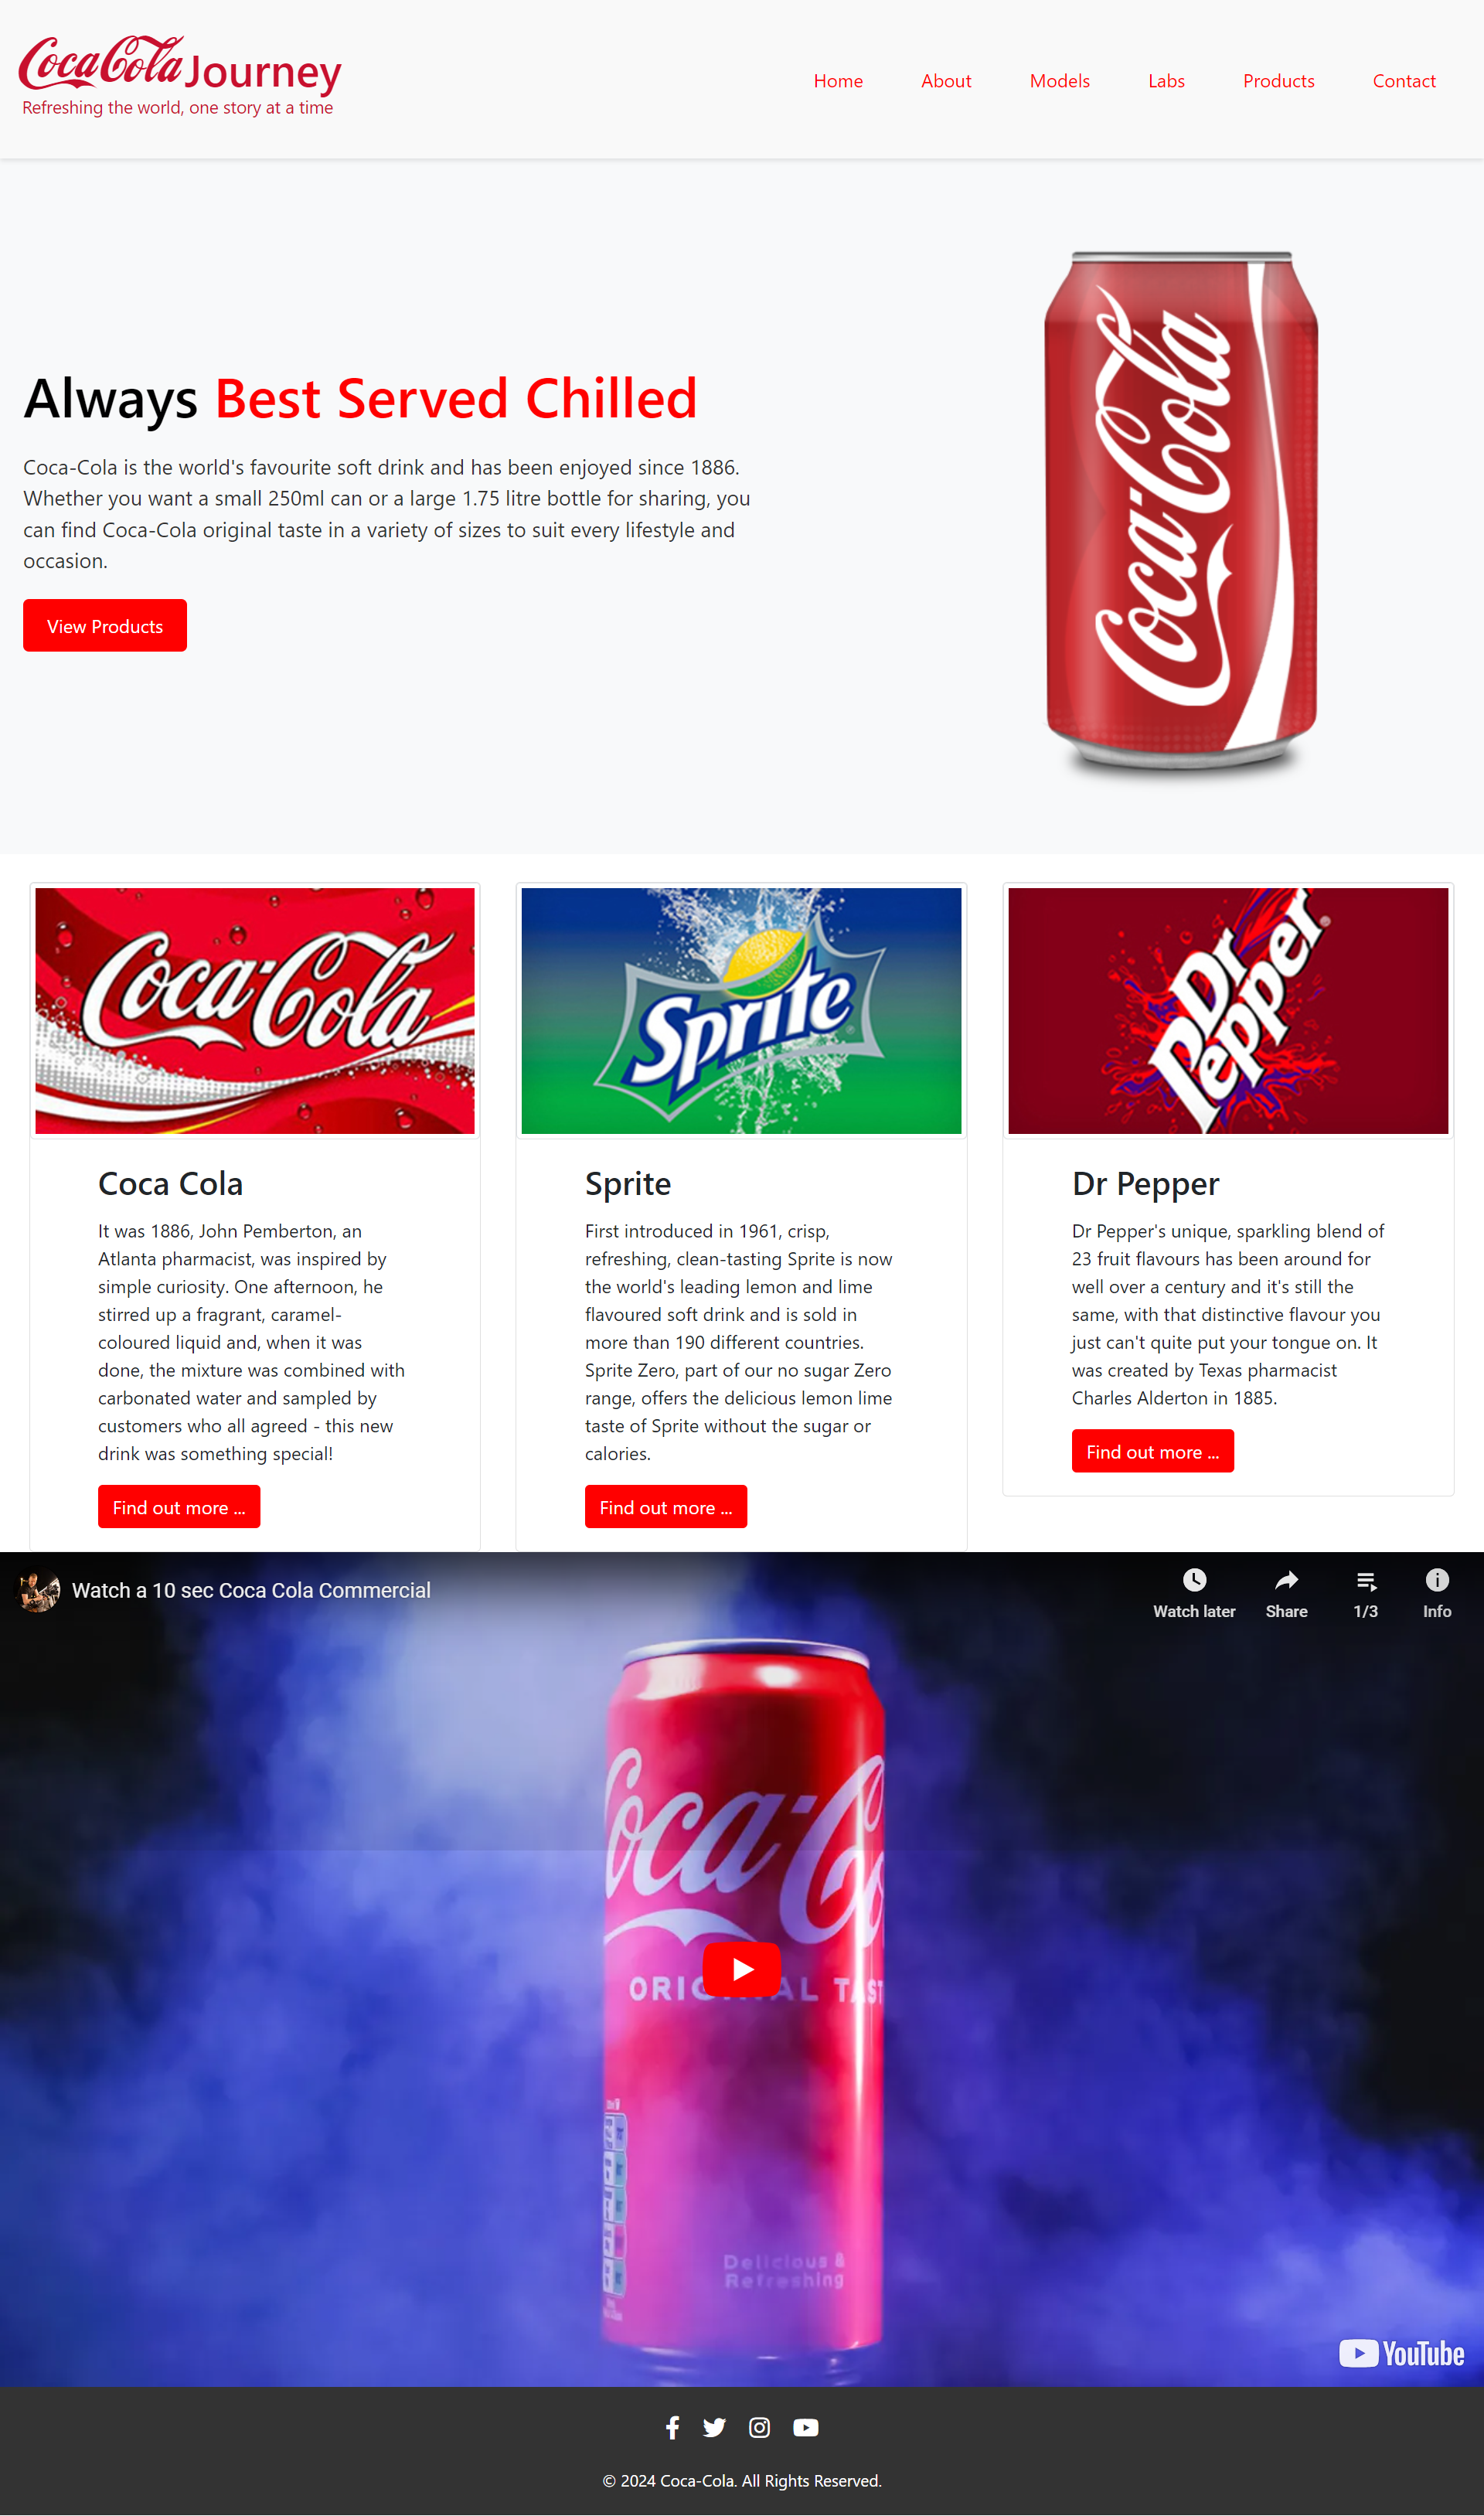 Coca Cola Journey
Refreshing the world, one story at a time
Home About Models Labs Products Contact
Always Best Served Chilled
Coca-Cola is the world's favourite soft drink and has been enjoyed since 1886.
Whether you want a small 250ml can or a large 1.75 litre bottle for sharing, you
can find Coca-Cola original taste in a variety of sizes to suit every lifestyle and
occasion.
View Products
Coca-Cola
Coca-Cola
Sprite
Dr Pepper
Coca Cola
It was 1886, John Pemberton, an
Atlanta pharmacist, was inspired by
simple curiosity. One afternoon, he
stirred up a fragrant, caramel-
coloured liquid and, when it was
done, the mixture was combined with
carbonated water and sampled by
customers who all agreed - this new
drink was something special!
Find out more ...
Sprite
First introduced in 1961, crisp,
refreshing, clean-tasting Sprite is now
the world's leading lemon and lime
flavoured soft drink and is sold in
more than 190 different countries.
Sprite Zero, part of our no sugar Zero
range, offers the delicious lemon lime
taste of Sprite without the sugar or
calories.
Find out more ...
Dr Pepper
Dr Pepper's unique, sparkling blend of
23 fruit flavours has been around for
well over a century and it's still the
same, with that distinctive flavour you
just can't quite put your tongue on. It
was created by Texas pharmacist
Charles Alderton in 1885.
Find out more ...
Watch a 10 sec Coca Cola Commercial
Watch later Share 1/3 Info
Coca-Co
Delicious &
Refreshing
YouTube
© 2024 Coca-Cola. All Rights Reserved.